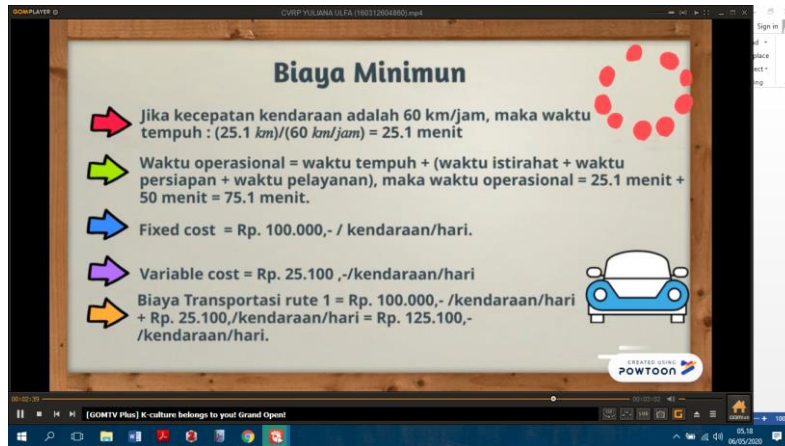 GOMPLAYER
CVRP YULIANA ULFA (160312604860).mp4
Sign in
Biaya Minimun
Jika kecepatan kendaraan adalah 60 km/jam, maka waktu
tempuh : (25.1 km)/(60 km/jam) = 25.1 menit
Waktu operasional = waktu tempuh + (waktu istirahat + waktu
persiapan + waktu pelayanan), maka waktu operasional = 25.1 menit +
50 menit = 75.1 menit.
Fixed cost = Rp. 100.000,- / kendaraan/hari.
Variable cost = Rp. 25.100 ,-/kendaraan/hari
Biaya Transportasi rute 1 = Rp. 100.000,- /kendaraan/hari
+ Rp. 25.100,/kendaraan/hari = Rp. 125.100,-
/kendaraan/hari.
CREATED USING
POWTOON
00:02:39
00:03:02
[GOMTV Plus] K-culture belongs to you! Grand Open!
05.18
06/05/2020